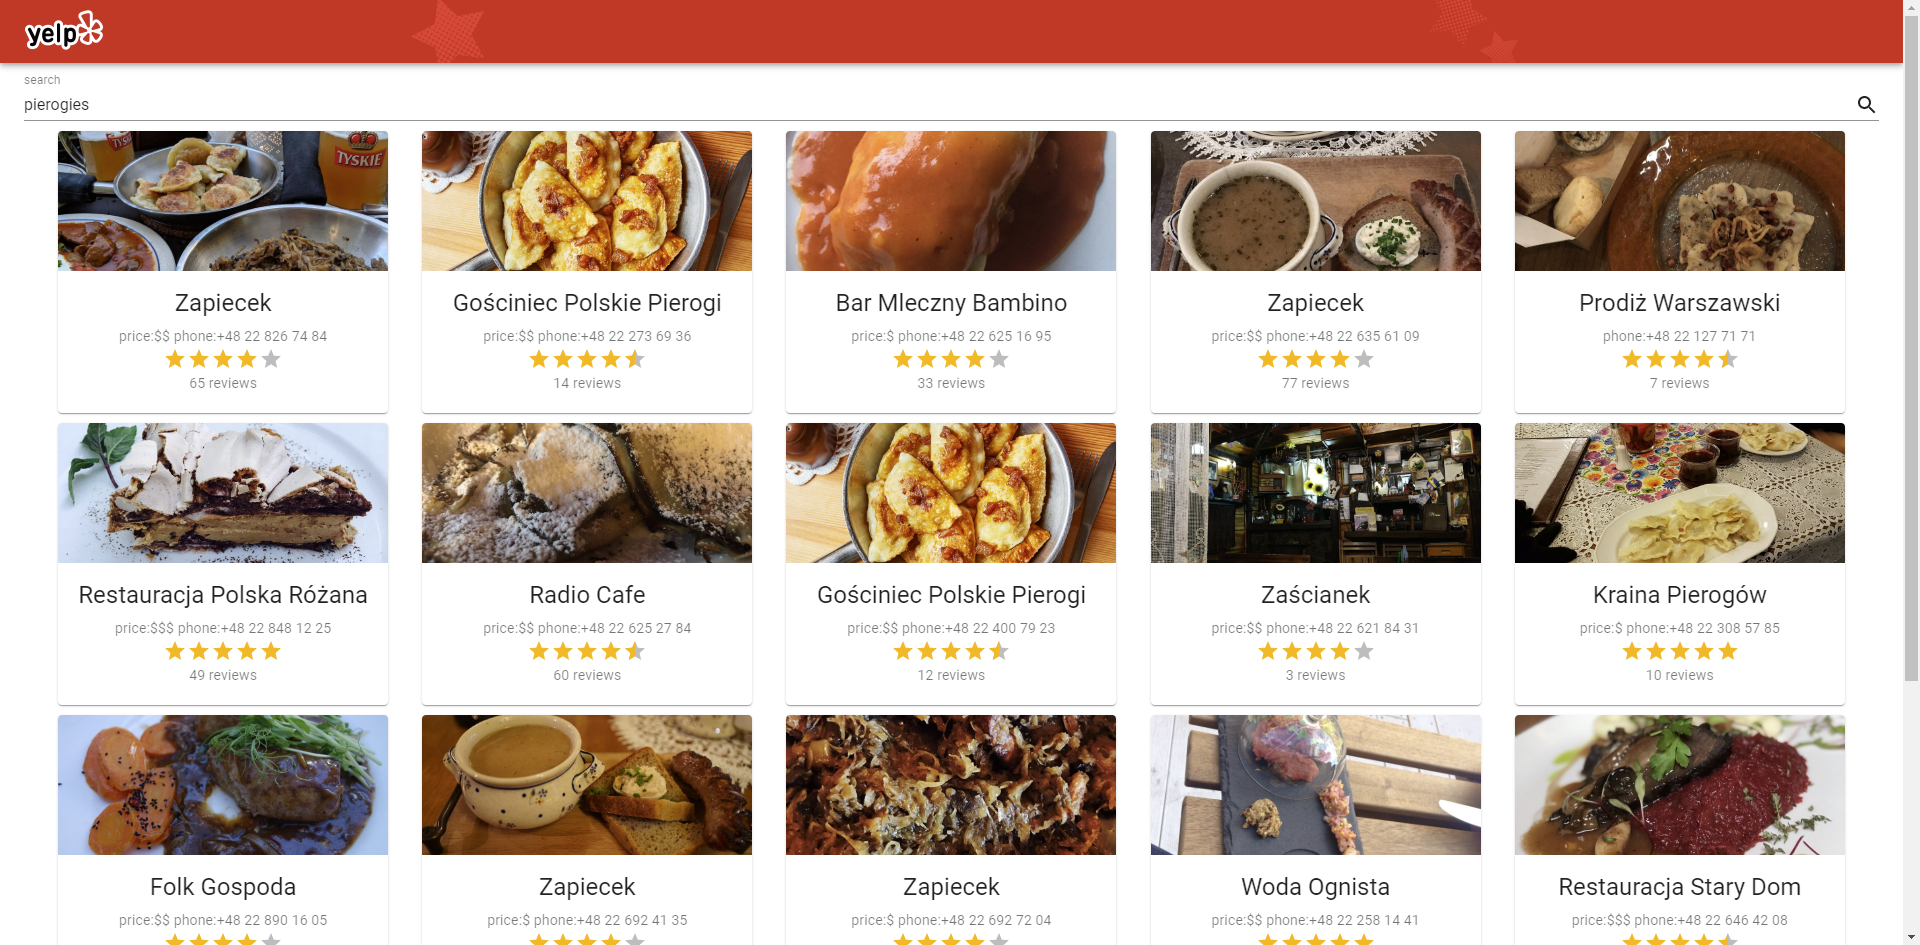 yelp
search
pierogies
TYSKIE
Zapiecek
price:$$ phone:+48 22 826 74 84
65 reviews
Gościniec Polskie Pierogi
price:$$ phone:+48 22 273 69 36
14 reviews
Bar Mleczny Bambino
price:$ phone:+48 22 625 16 95
33 reviews
Zapiecek
price:$$ phone:+48 22 635 61 09
77 reviews
Prodiż Warszawski
phone:+48 22 127 71 71
7 reviews
Restauracja Polska Różana
price:$$$ phone:+48 22 848 12 25
49 reviews
Radio Cafe
price:$$ phone:+48 22 625 27 84
60 reviews
Gościniec Polskie Pierogi
price:$$ phone:+48 22 400 79 23
12 reviews
Zaścianek
price:$$ phone:+48 22 621 84 31
3 reviews
Kraina Pierogów
price:$ phone:+48 22 308 57 85
10 reviews
Folk Gospoda
price:$$ phone:+48 22 890 16 05
Zapiecek
price:$ phone:+48 22 692 41 35
Zapiecek
price:$ phone:+48 22 692 72 04
Woda Ognista
price:$$ phone:+48 22 258 14 41
Restauracja Stary Dom
price:$$$ phone:+48 22 646 42 08